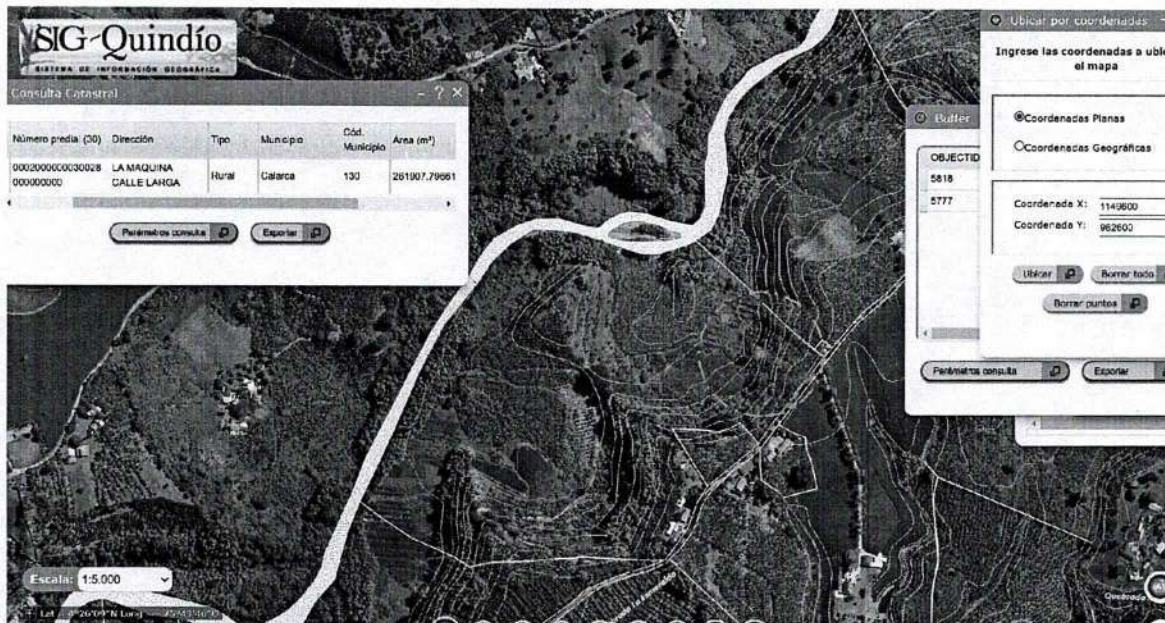 SIG-Quindío
SISTEMA DE INFORMACIÓN GEOGRÁFICA
Consulta Catastral
Número predial (30) Dirección Tipo Municipio Cód. Municipio Área (m²)
0002000000030028 000000000 LA MAQUINA CALLE LARGA Rural Calarca 130 261907.79661
Parámetros consulta Exportar
Ubicar por coordenadas
Ingrese las coordenadas a ubic
el mapa
Coordenadas Planas
Coordenadas Geográficas
Coordenada X: 1149600
Coordenada Y: 982600
Ubicar Borrar todo
Borrar puntos
Buffer
OBJECTID
5818
5777
Parámetros consulta Exportar
Escala: 1:5.000
Quebrada